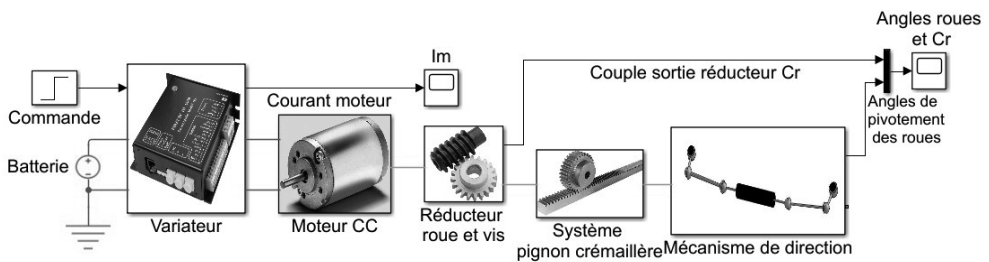 Angles roues
et Cr
Im
Couple sortie réducteur Cr
Commande
Courant moteur
Angles de
pivotement
des roues
Batterie
Variateur
Moteur CC
Réducteur
roue et vis
Système
pignon crémaillère
Mécanisme de direction